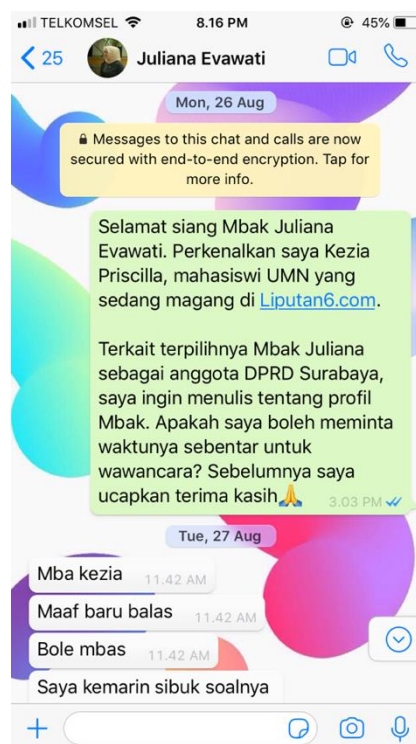 TELKOMSEL 8.16 PM 45%
25 Juliana Evawati
Mon, 26 Aug
Messages to this chat and calls are now
secured with end-to-end encryption. Tap for
more info.
Selamat siang Mbak Juliana
Evawati. Perkenalkan saya Kezia
Priscilla, mahasiswi UMN yang
sedang magang di Liputan6.com.
Terkait terpilihnya Mbak Juliana
sebagai anggota DPRD Surabaya,
saya ingin menulis tentang profil
Mbak. Apakah saya boleh meminta
waktunya sebentar untuk
wawancara? Sebelumnya saya
ucapkan terima kasih🙏 3.03 PM
Tue, 27 Aug
Mba kezia 11.42 AM
Maaf baru balas 11.42 AM
Bole mbas 11.42 AM
Saya kemarin sibuk soalnya